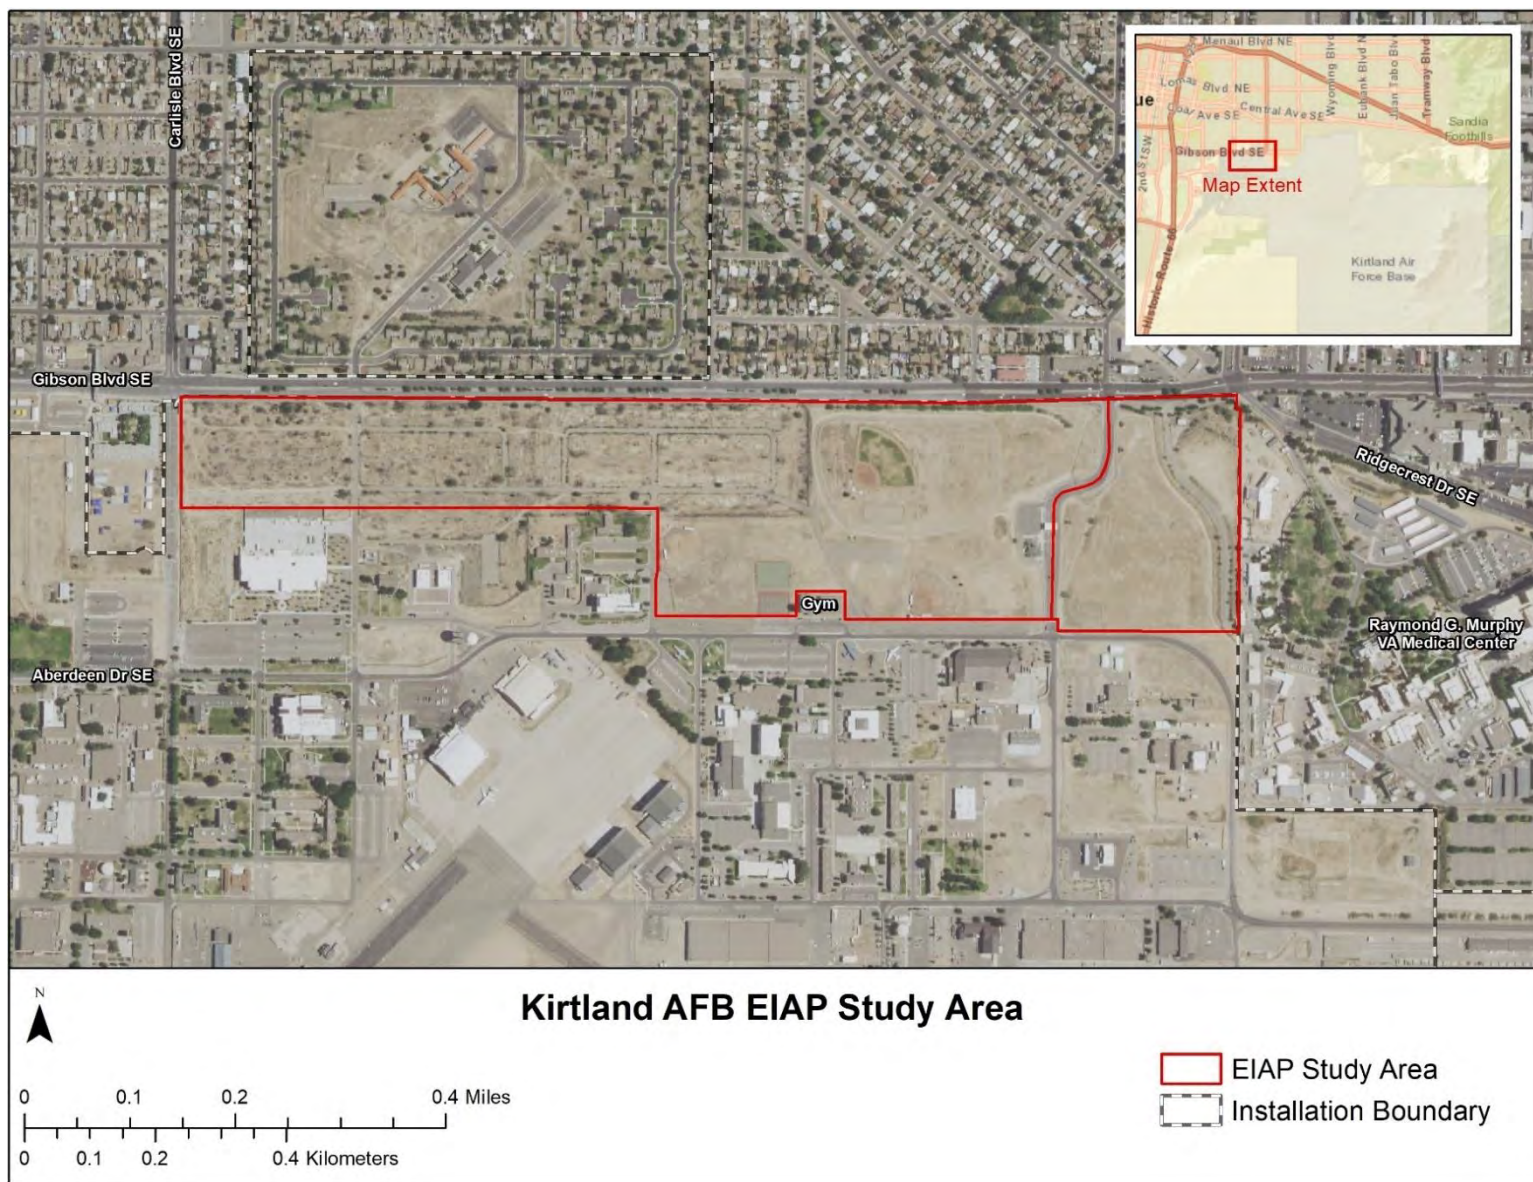 Carlisle Blvd SE
Menaul Blvd NE
Lomas Blvd NE
ue
Coal Ave SE
Central Ave SE
Wyoming Blvd
Eubank Blvd N
Juan Tabo Blv
Tramway Blvd
Sandia
Foothills
2nd St SW
Gibson Blvd SE
Map Extent
Kirtland Air
Force Base
Gibson Blvd SE
Ridgecrest Dr SE
Gym
Raymond G. Murphy
VA Medical Center
Aberdeen Dr SE
N
Kirtland AFB EIAP Study Area
0 0.1 0.2 0.4 Miles
0 0.1 0.2 0.4 Kilometers
EIAP Study Area
Installation Boundary